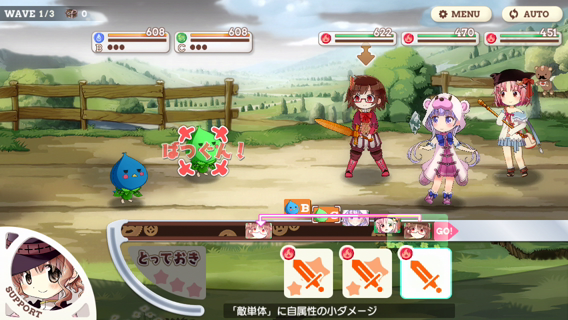 WAVE 1/3 0
MENU
AUTO
608
B
608
C
622
470
451
ばつぐん!
B
GO!
とっておき
SUPPORT
「敵単体」に自属性の小ダメージ